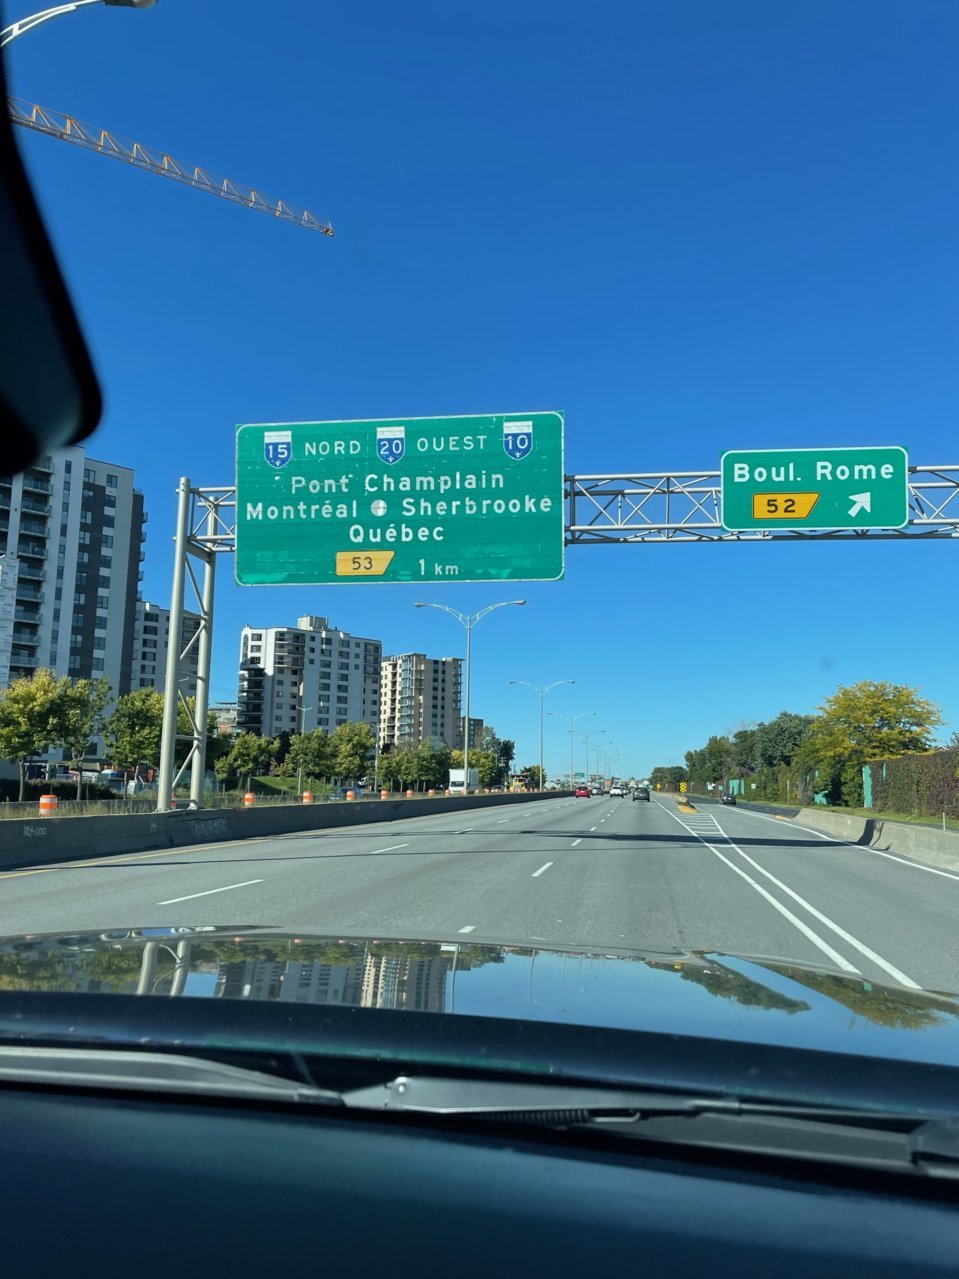 15 NORD 20 OUEST 10
Pont Champlain
Montréal Sherbrooke
Québec
53 1 km
Boul. Rome
52